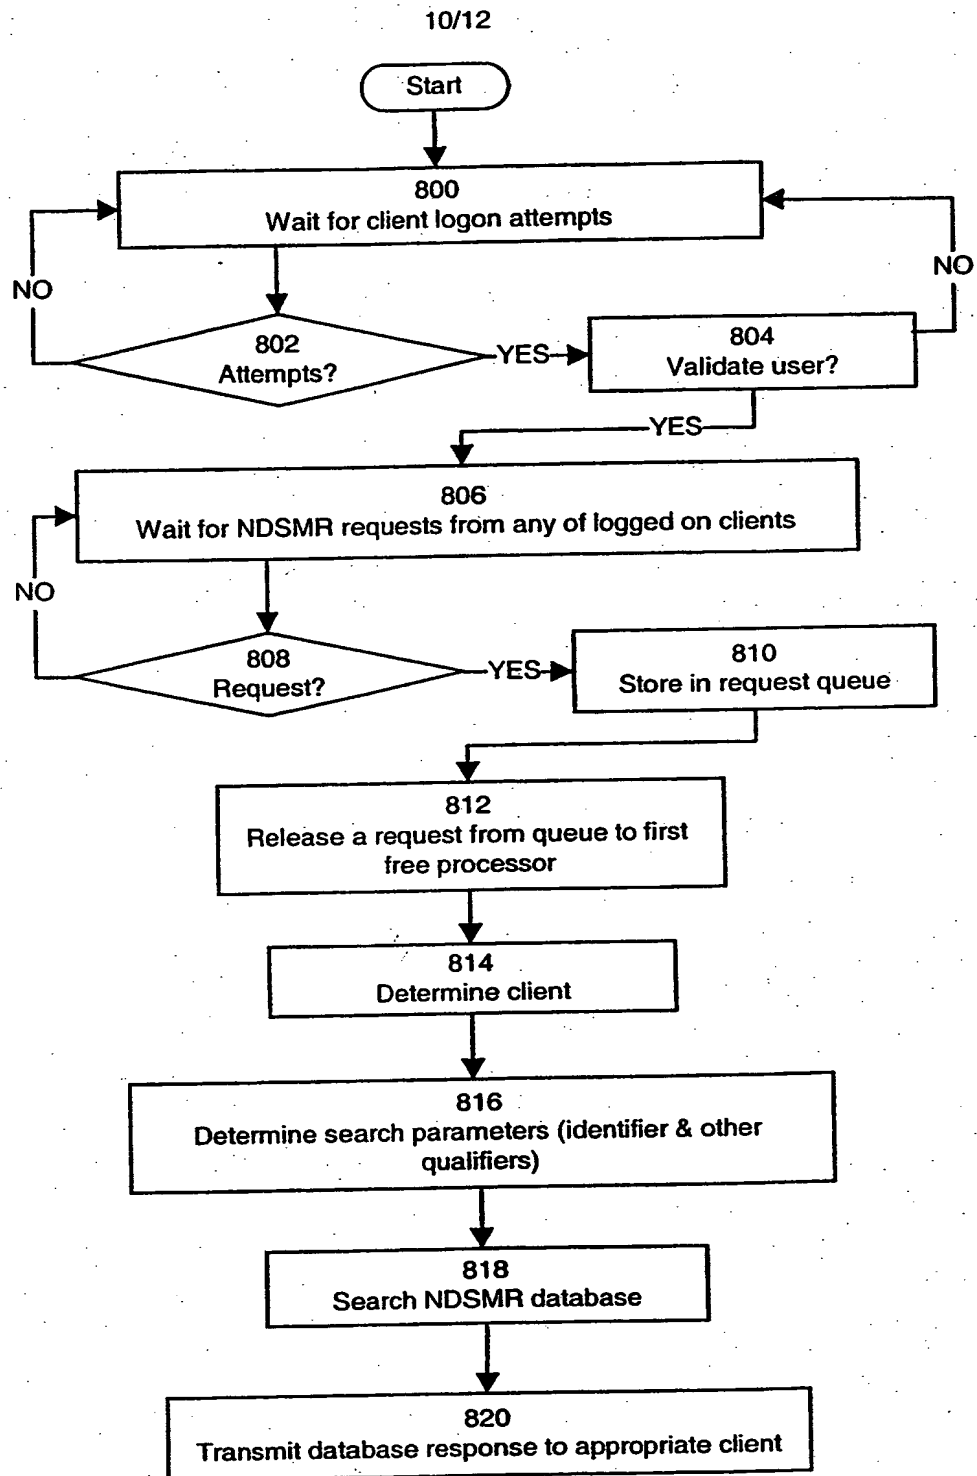 10/12
Start
800
Wait for client logon attempts
NO
NO
802
Attempts?
YES
804
Validate user?
YES
806
Wait for NDSMR requests from any of logged on clients
NO
808
Request?
YES
810
Store in request queue
812
Release a request from queue to first
free processor
814
Determine client
816
Determine search parameters (identifier & other
qualifiers)
818
Search NDSMR database
820
Transmit database response to appropriate client